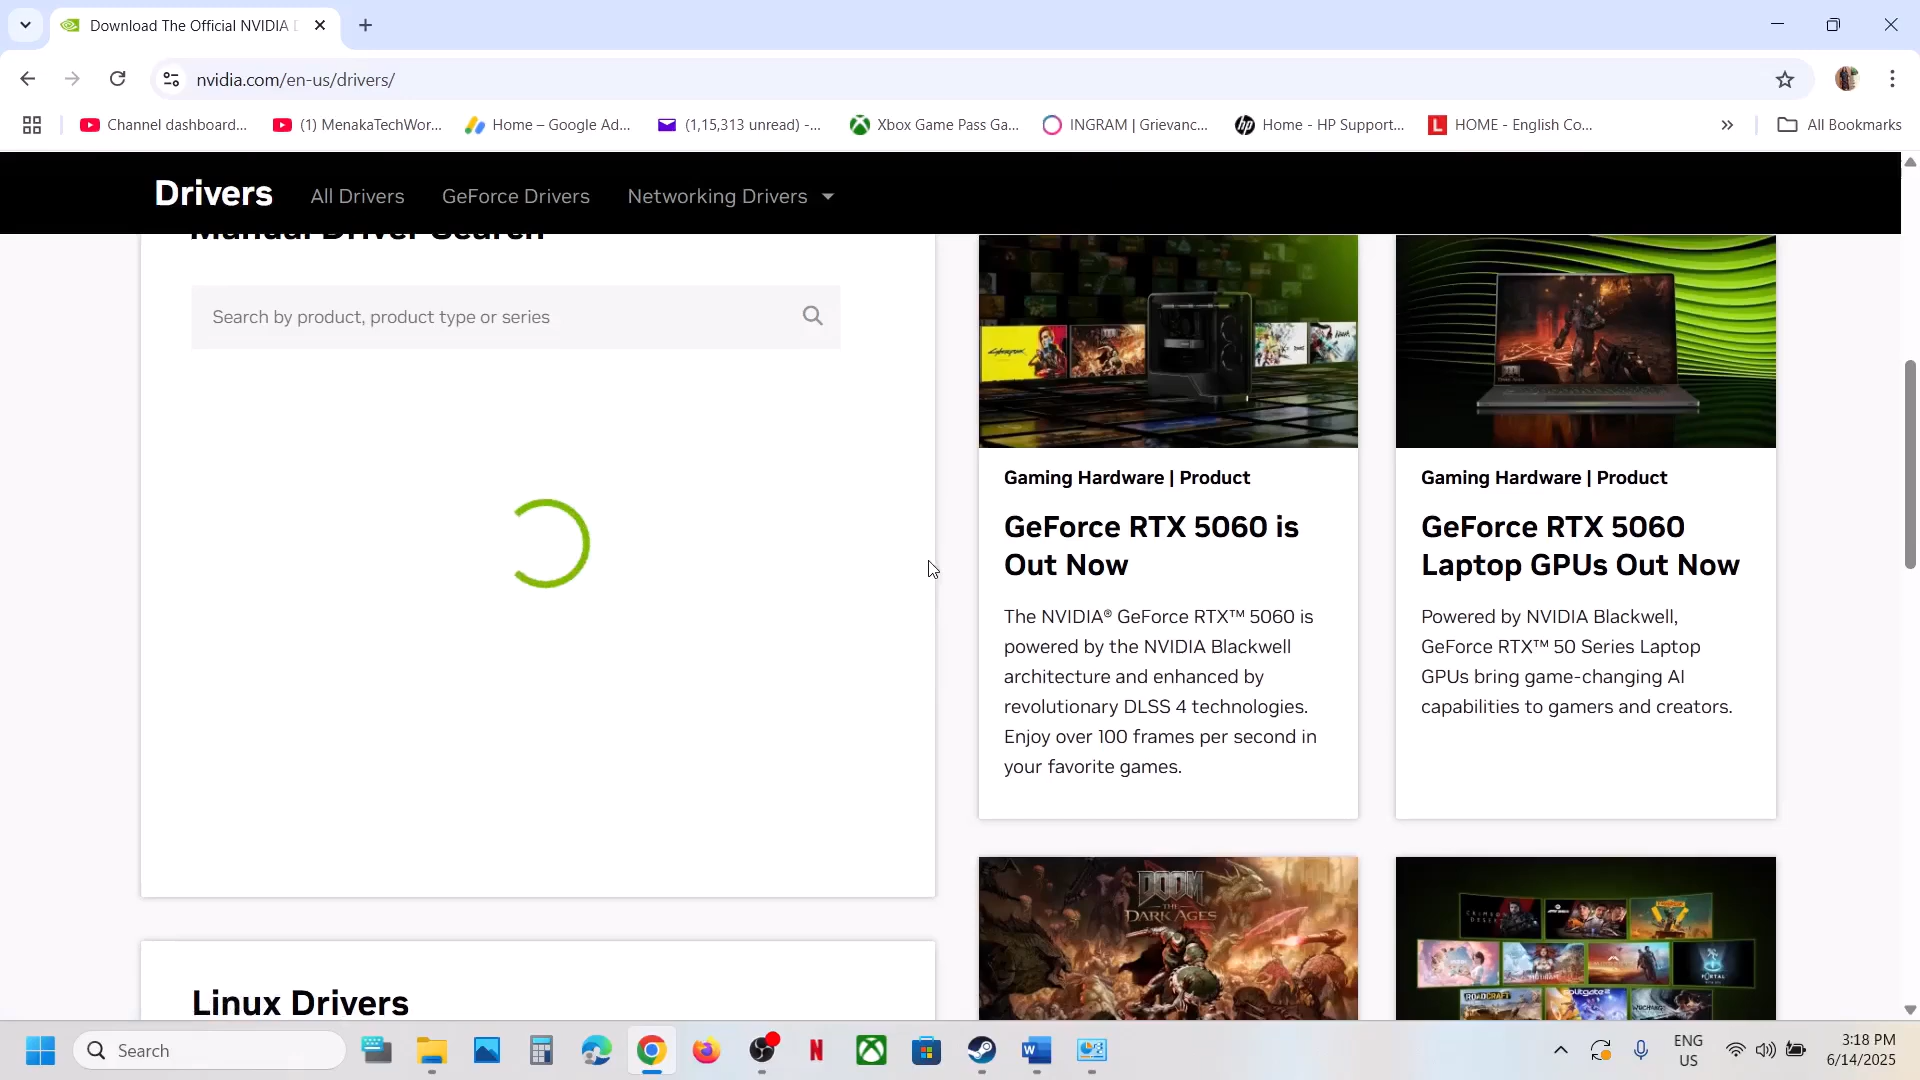 Download The Official NVIDIA D
nvidia.com/en-us/drivers/
Channel dashboard...
(1) MenakaTechWor...
Home – Google Ad...
(1,15,313 unread) -...
Xbox Game Pass Ga...
INGRAM | Grievanc...
Home - HP Support...
HOME - English Co...
All Bookmarks
Drivers
All Drivers
GeForce Drivers
Networking Drivers
Manual Driver Search
Search by product, product type or series
Gaming Hardware | Product
GeForce RTX 5060 is
Out Now
The NVIDIA® GeForce RTX™ 5060 is
powered by the NVIDIA Blackwell
architecture and enhanced by
revolutionary DLSS 4 technologies.
Enjoy over 100 frames per second in
your favorite games.
Gaming Hardware | Product
GeForce RTX 5060
Laptop GPUs Out Now
Powered by NVIDIA Blackwell,
GeForce RTX™ 50 Series Laptop
GPUs bring game-changing AI
capabilities to gamers and creators.
Linux Drivers
DOOM
THE
DARK AGES
ROADCRAFT
Search
ENG
US
3:18 PM
6/14/2025